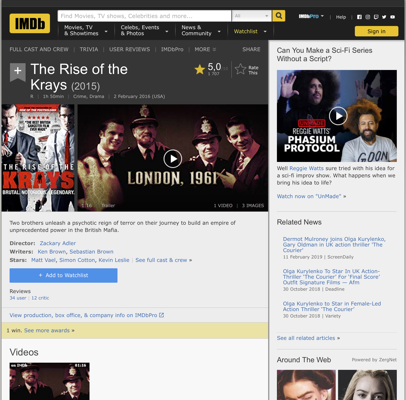 IMDb
Find Movies, TV shows, Celebrities and more...
All
IMDbPro
Help
Movies, TV
& Showtimes
Celebs, Events
& Photos
News &
Community
Watchlist
Sign in
FULL CAST AND CREW | TRIVIA | USER REVIEWS | IMDbPro | MORE
SHARE
The Rise of the
Krays (2015)
5,0
Rate
This
R | 1h 50min | Crime, Drama | 2 February 2016 (USA)
THE RISE OF THE
KRAYS
BRUTAL. NOTORIOUS. LEGENDARY.
LONDON, 1961
Trailer
1 VIDEO | 3 IMAGES
Two brothers unleash a psychotic reign of terror on their journey to build an empire of
unprecedented power in the British Mafia.
Director: Zackary Adler
Writers: Ken Brown, Sebastian Brown
Stars: Matt Vael, Simon Cotton, Kevin Leslie | See full cast & crew »
+ Add to Watchlist
Reviews
34 user | 12 critic
View production, box office, & company info on IMDbPro
1 win. See more awards »
Videos
Can You Make a Sci-Fi Series
Without a Script?
REGGIE WATTS'
PHASIUM
PROTOCOL
Well Reggie Watts sure tried with his idea for
a sci-fi improv show. What happens when we
bring his idea to life?
Watch now on "UnMade" »
Related News
Dermot Mulroney joins Olga Kurylenko,
Gary Oldman in UK action thriller 'The
Courier'
11 February 2019 | ScreenDaily
Olga Kurylenko To Star In UK Action-
Thriller 'The Courier' For 'Final Score'
Outfit Signature Films — Afm
30 October 2018 | Deadline
Olga Kurylenko to Star in Female-Led
Action Thriller 'The Courier'
30 October 2018 | Variety
See all related articles »
Around The Web
Powered by ZergNet